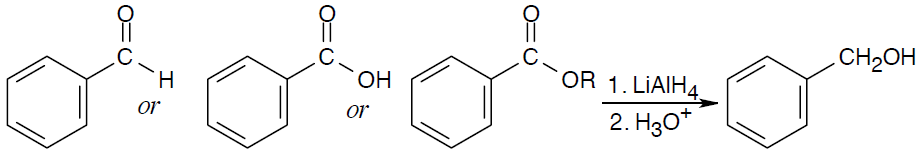 O O O
C H or
C OH or
C OR
1. LiAlH4
2. H3O+
CH2OH